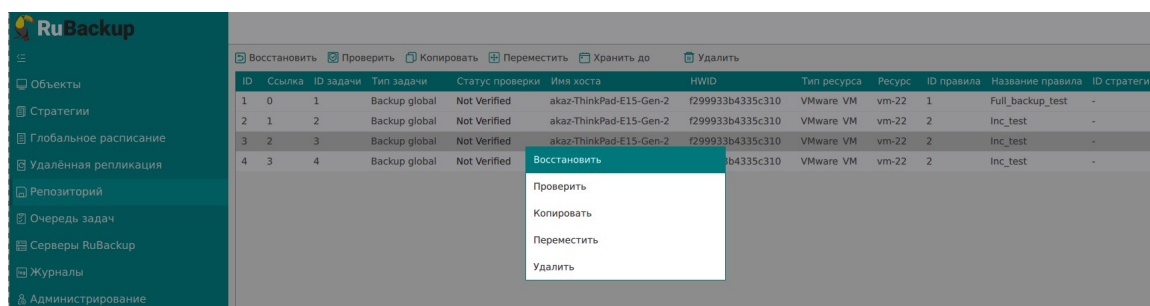 RuBackup
Восстановить Проверить Копировать Переместить Хранить до Удалить
Объекты
Стратегии
Глобальное расписание
Удалённая репликация
Репозиторий
Очередь задач
Серверы RuBackup
Журналы
Администрирование
ID Ссылка ID задачи Тип задачи Статус проверки Имя хоста HWID Тип ресурса Ресурс ID правила Название правила ID стратеги
1 0 1 Backup global Not Verified akaz-ThinkPad-E15-Gen-2 f299933b4335c310 VMware VM vm-22 1 Full_backup_test -
2 1 2 Backup global Not Verified akaz-ThinkPad-E15-Gen-2 f299933b4335c310 VMware VM vm-22 2 Inc_test -
3 2 3 Backup global Not Verified akaz-ThinkPad-E15-Gen-2 f299933b4335c310 VMware VM vm-22 2 Inc_test -
4 3 4 Backup global Not Verified b4335c310 VMware VM vm-22 2 Inc_test -
Восстановить
Проверить
Копировать
Переместить
Удалить